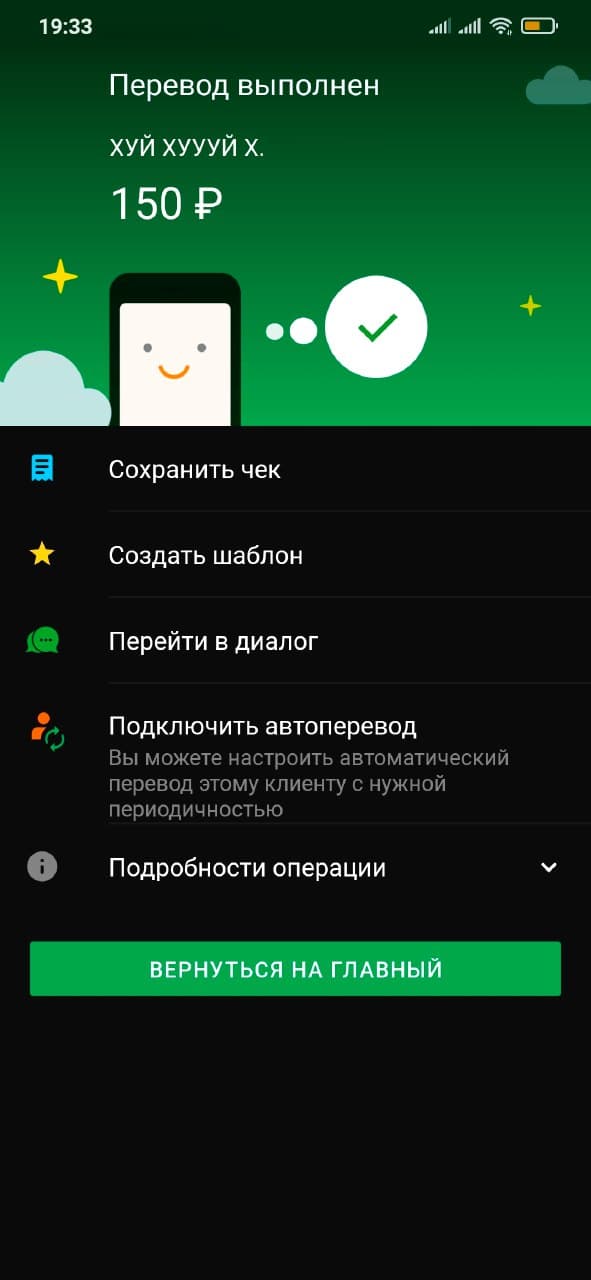 19:33
Перевод выполнен
ХУЙ ХУУУЙ Х.
150 ₽
Сохранить чек
Создать шаблон
Перейти в диалог
Подключить автоперевод
Вы можете настроить автоматический
перевод этому клиенту с нужной
периодичностью
Подробности операции
ВЕРНУТЬСЯ НА ГЛАВНЫЙ